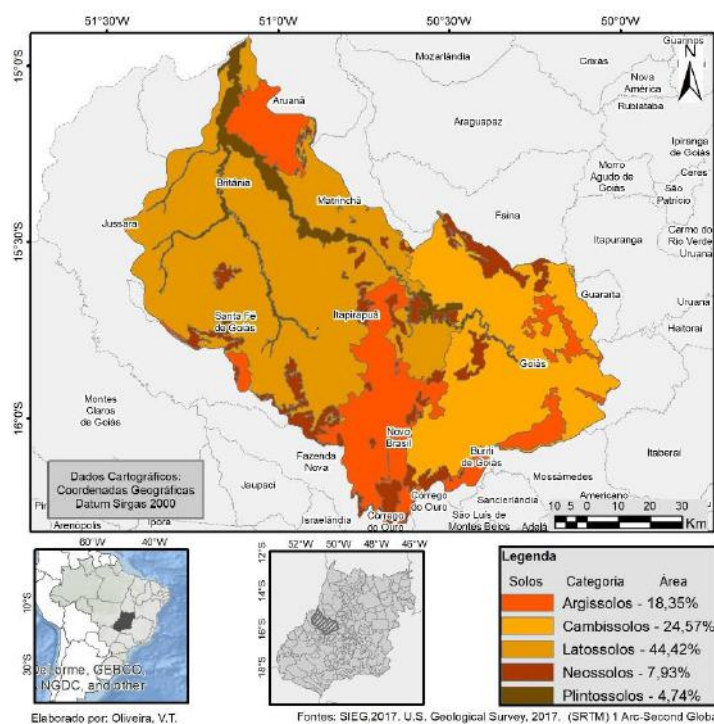 51°30'W 51°0'W 50°30'W 50°0'W
15°0'S
15°30'S
16°0'S
N
Mozarlândia
Crixas
Guarinos
Nova
América
Rubiataba
Aruanã
Araguapaz
Ipiranga
de Goiás
Morro
Agudo de
Goiás
Ceres
São
Patrício
Britânia
Matrinchã
Faina
Carmo do
Rio Verde
Uruana
Itapuranga
Jussara
Guaraíta
Uruana
Heitoraí
Santa Fé
de Goiás
Itapirapuã
Goiás
Montes
Claros
de Goiás
Novo
Brasil
Buriti
de Goiás
Itaberaí
Fazenda
Nova
Mossâmedes
Jaupaci
Córrego
do Ouro
Córrego
do Ouro
Sanclerlândia
Americano
Israelândia
São Luís de
Montes Belos
Adelâ
Arenópolis
Ipora
Dados Cartográficos:
Coordenadas Geográficas
Datum Sirgas 2000
10 5 0 10 20 30
Km
60°W 40°W
10°S
30°S
DeLorme, GEBCO,
NGDC, and other
52°W 50°W 48°W 46°W
12°S
14°S
16°S
18°S
Legenda
Solos Categoria Área
Argissolos - 18,35%
Cambissolos - 24,57%
Latossolos - 44,42%
Neossolos - 7,93%
Plintossolos - 4,74%
Elaborado por: Oliveira, V.T.
Fontes: SIEG,2017. U.S. Geological Survey, 2017. (SRTM) 1 Arc-Second Global